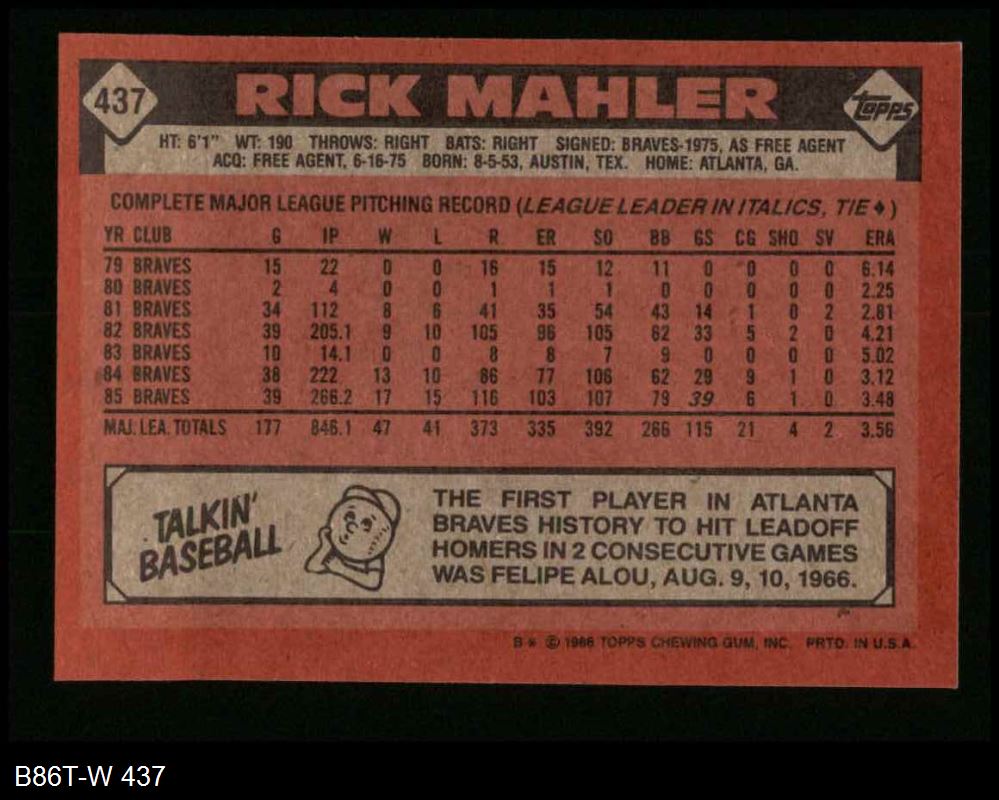 437 RICK MAHLER topps
HT: 6'1" WT: 190 THROWS: RIGHT BATS: RIGHT SIGNED: BRAVES-1975, AS FREE AGENT
ACQ: FREE AGENT, 6-16-75 BORN: 8-5-53, AUSTIN, TEX. HOME: ATLANTA, GA.
COMPLETE MAJOR LEAGUE PITCHING RECORD (LEAGUE LEADER IN ITALICS, TIE ♦)
YR CLUB G IP W L R ER SO BB GS CG SHO SV ERA
79 BRAVES 15 22 0 0 16 15 12 11 0 0 0 0 6.14
80 BRAVES 2 4 0 0 1 1 1 0 0 0 0 0 2.25
81 BRAVES 34 112 8 6 41 35 54 43 14 1 0 2 2.81
82 BRAVES 39 205.1 9 10 105 96 105 62 33 5 2 0 4.21
83 BRAVES 10 14.1 0 0 8 8 7 9 0 0 0 0 5.02
84 BRAVES 38 222 13 10 86 77 106 62 29 9 1 0 3.12
85 BRAVES 39 266.2 17 15 116 103 107 79 39 6 1 0 3.48
MAJ. LEA. TOTALS 177 846.1 47 41 373 335 392 266 115 21 4 2 3.56
TALKIN'
BASEBALL
THE FIRST PLAYER IN ATLANTA
BRAVES HISTORY TO HIT LEADOFF
HOMERS IN 2 CONSECUTIVE GAMES
WAS FELIPE ALOU, AUG. 9, 10, 1966.
B* © 1986 TOPPS CHEWING GUM, INC. PRTD. IN U.S.A.
B86T-W 437